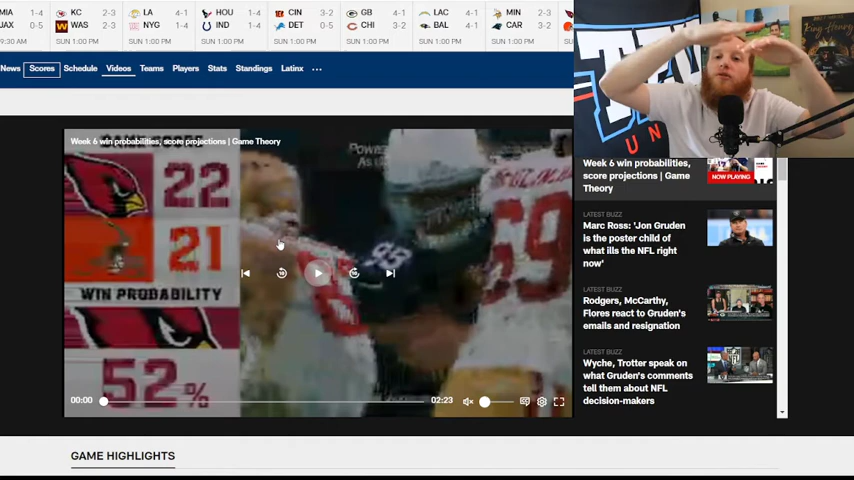 MIA 1-4
JAX 0-5
9:30 AM
KC 2-3
WAS 2-3
SUN 1:00 PM
LA 4-1
NYG 1-4
SUN 1:00 PM
HOU 1-4
IND 1-4
SUN 1:00 PM
CIN 3-2
DET 0-5
SUN 1:00 PM
GB 4-1
CHI 3-2
SUN 1:00 PM
LAC 4-1
BAL 4-1
SUN 1:00 PM
MIN 2-3
CAR 3-2
SUN 1:00 PM
News Scores Schedule Videos Teams Players Stats Standings Latinx ...
Week 6 win probabilities, score projections | Game Theory
22
21
WIN PROBABILITY
52%
69
00:00
02:23
Week 6 win probabilities,
score projections | Game
Theory
NOW PLAYING
LATEST BUZZ
Marc Ross: 'Jon Gruden
is the poster child of
what ills the NFL right
now'
LATEST BUZZ
Rodgers, McCarthy,
Flores react to Gruden's
emails and resignation
LATEST BUZZ
Wyche, Trotter speak on
what Gruden's comments
tell them about NFL
decision-makers
GAME HIGHLIGHTS